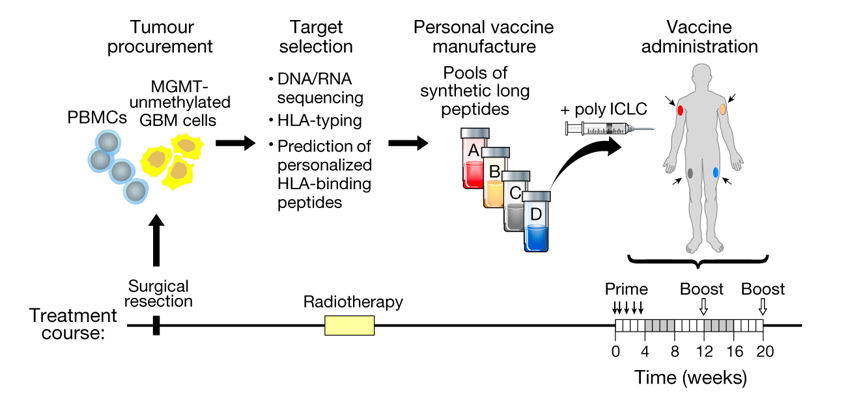 Tumour
procurement
Target
selection
Personal vaccine
manufacture
Vaccine
administration
PBMCs
MGMT-
unmethylated
GBM cells
• DNA/RNA
sequencing
• HLA-typing
• Prediction of
personalized
HLA-binding
peptides
Pools of
synthetic long
peptides
A
B
C
D
+ poly ICLC
Surgical
resection
Radiotherapy
Prime
Boost
Boost
Treatment
course:
0 4 8 12 16 20
Time (weeks)